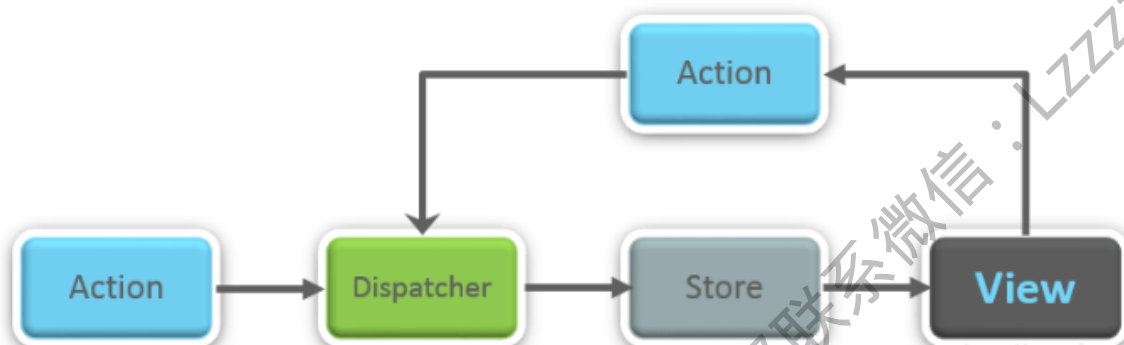 Action
Action
Dispatcher
Store
View
联系微信：Lzzz